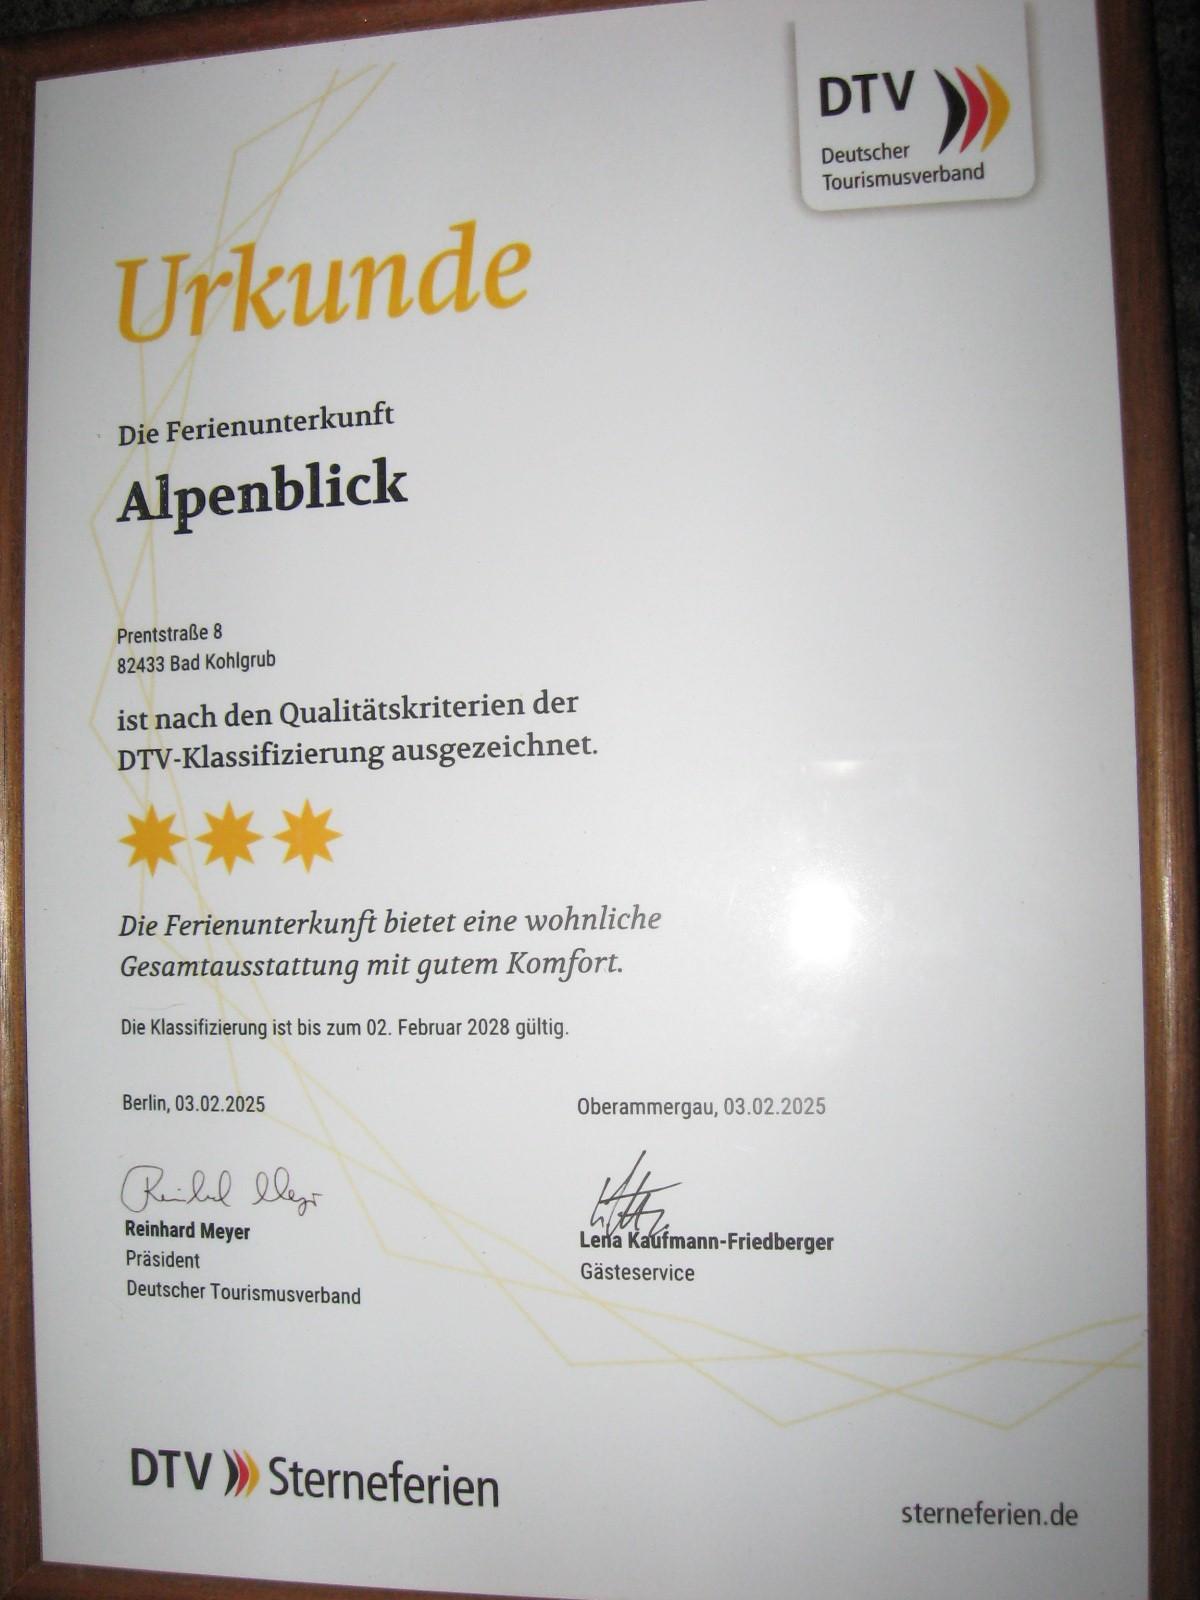 DTV
Deutscher
Tourismusverband
Urkunde
Die Ferienunterkunft
Alpenblick
Prentstraße 8
82433 Bad Kohlgrub
ist nach den Qualitätskriterien der
DTV-Klassifizierung ausgezeichnet.
Die Ferienunterkunft bietet eine wohnliche
Gesamtausstattung mit gutem Komfort.
Die Klassifizierung ist bis zum 02. Februar 2028 gültig.
Berlin, 03.02.2025
Oberammergau, 03.02.2025
Reinhard Meyer
Reinhard Meyer
Präsident
Deutscher Tourismusverband
Lena Kaufmann-Friedberger
Gästeservice
DTV Sterneferien
sterneferien.de